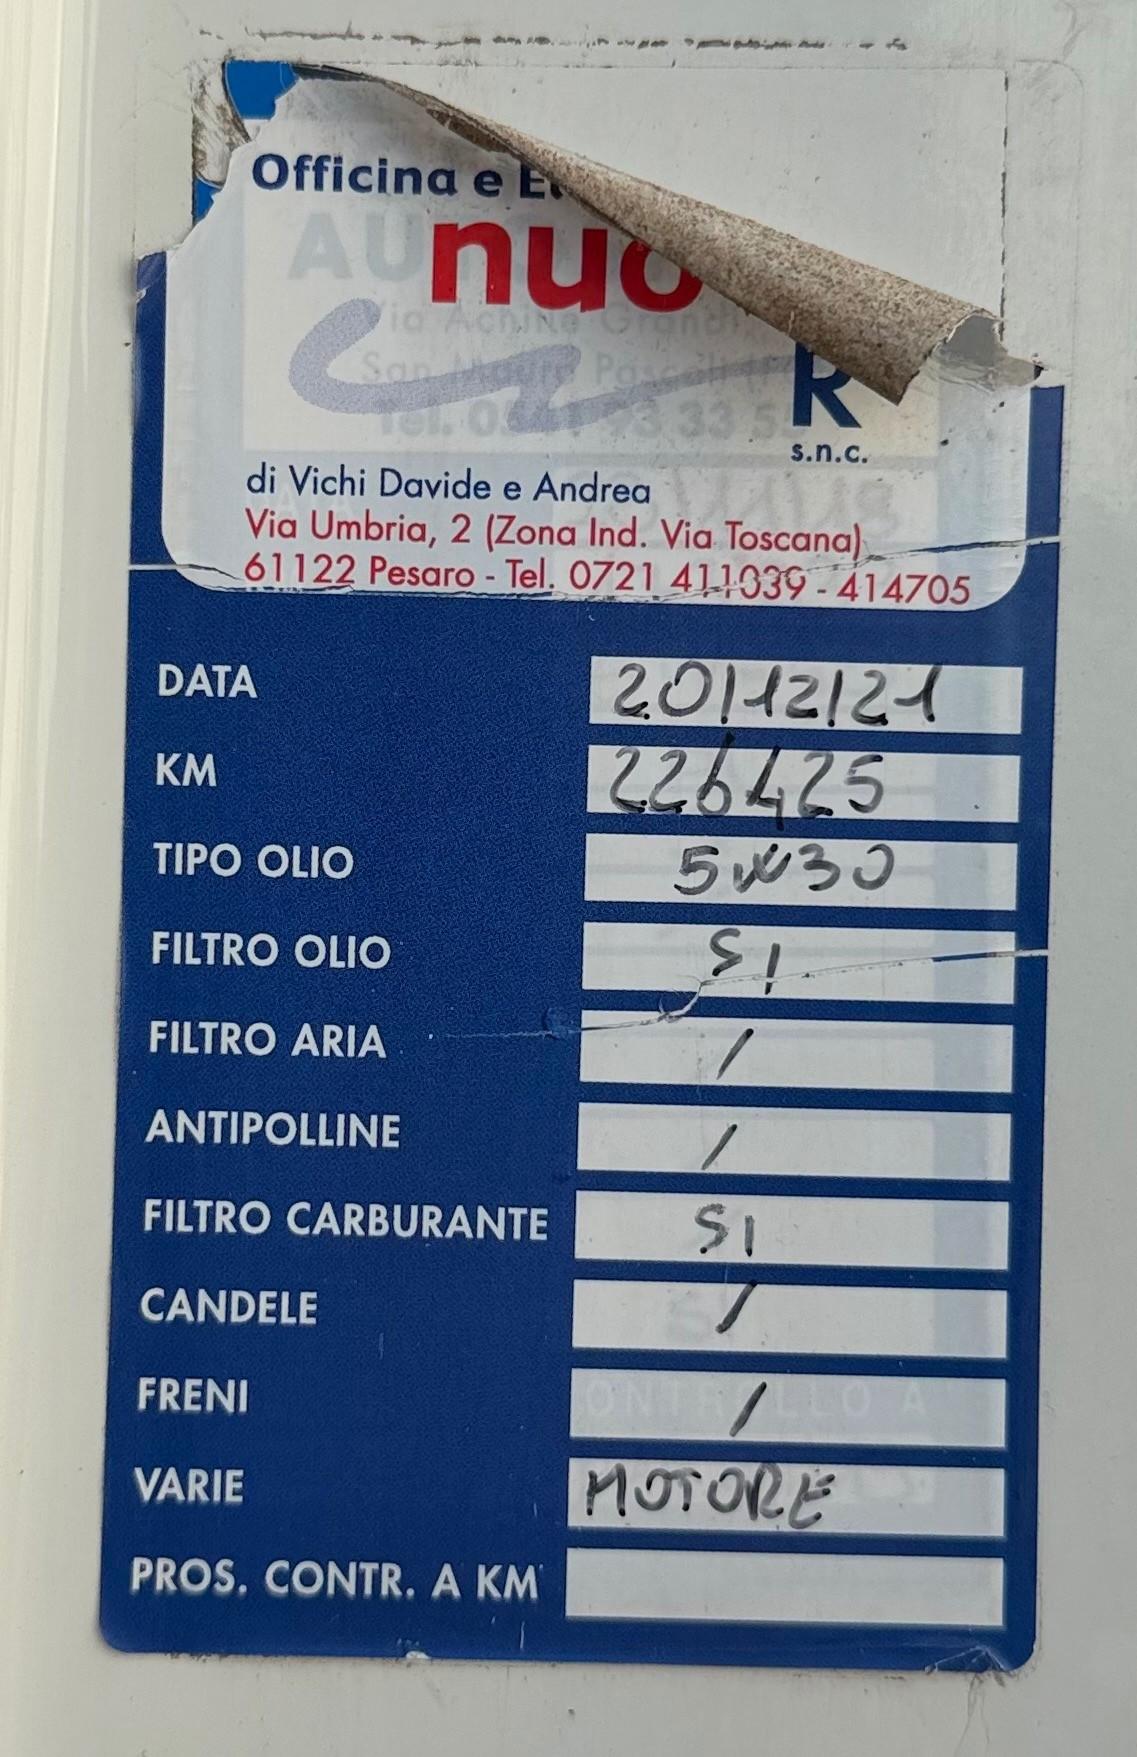 Officina e
nuo
R
s.n.c.
di Vichi Davide e Andrea
Via Umbria, 2 (Zona Ind. Via Toscana)
61122 Pesaro - Tel. 0721 411039 - 414705
DATA 20/12/21
KM 226425
TIPO OLIO 5W30
FILTRO OLIO SI
FILTRO ARIA /
ANTIPOLLINE /
FILTRO CARBURANTE SI
CANDELE /
FRENI /
VARIE MOTORE
PROS. CONTR. A KM